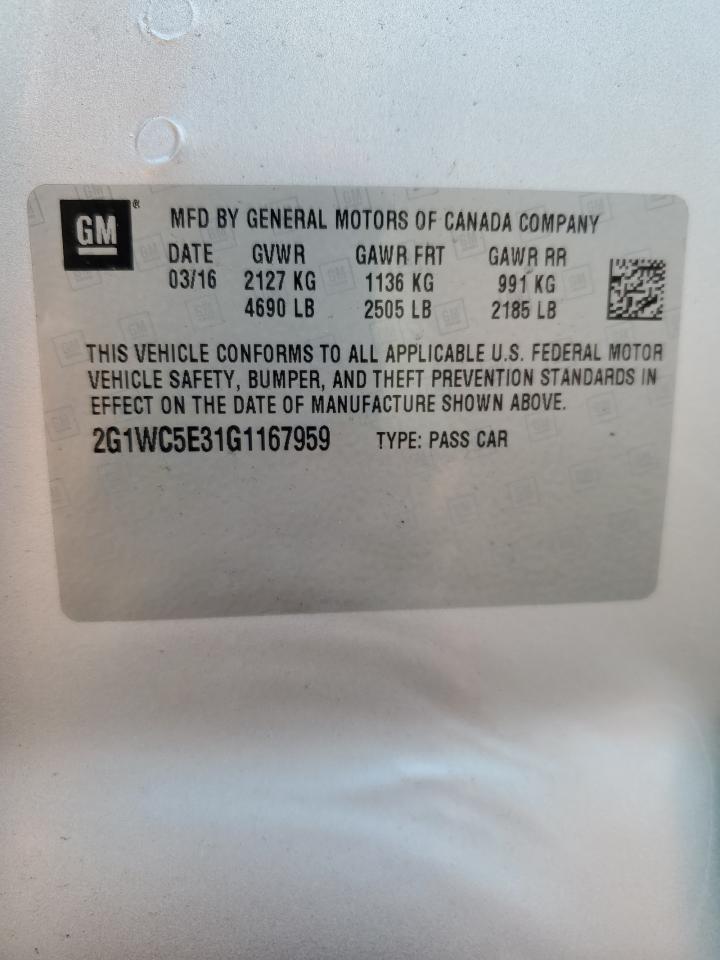 GM ®
MFD BY GENERAL MOTORS OF CANADA COMPANY
DATE GVWR GAWR FRT GAWR RR
03/16 2127 KG 1136 KG 991 KG
4690 LB 2505 LB 2185 LB
THIS VEHICLE CONFORMS TO ALL APPLICABLE U.S. FEDERAL MOTOR
VEHICLE SAFETY, BUMPER, AND THEFT PREVENTION STANDARDS IN
EFFECT ON THE DATE OF MANUFACTURE SHOWN ABOVE.
2G1WC5E31G1167959 TYPE: PASS CAR